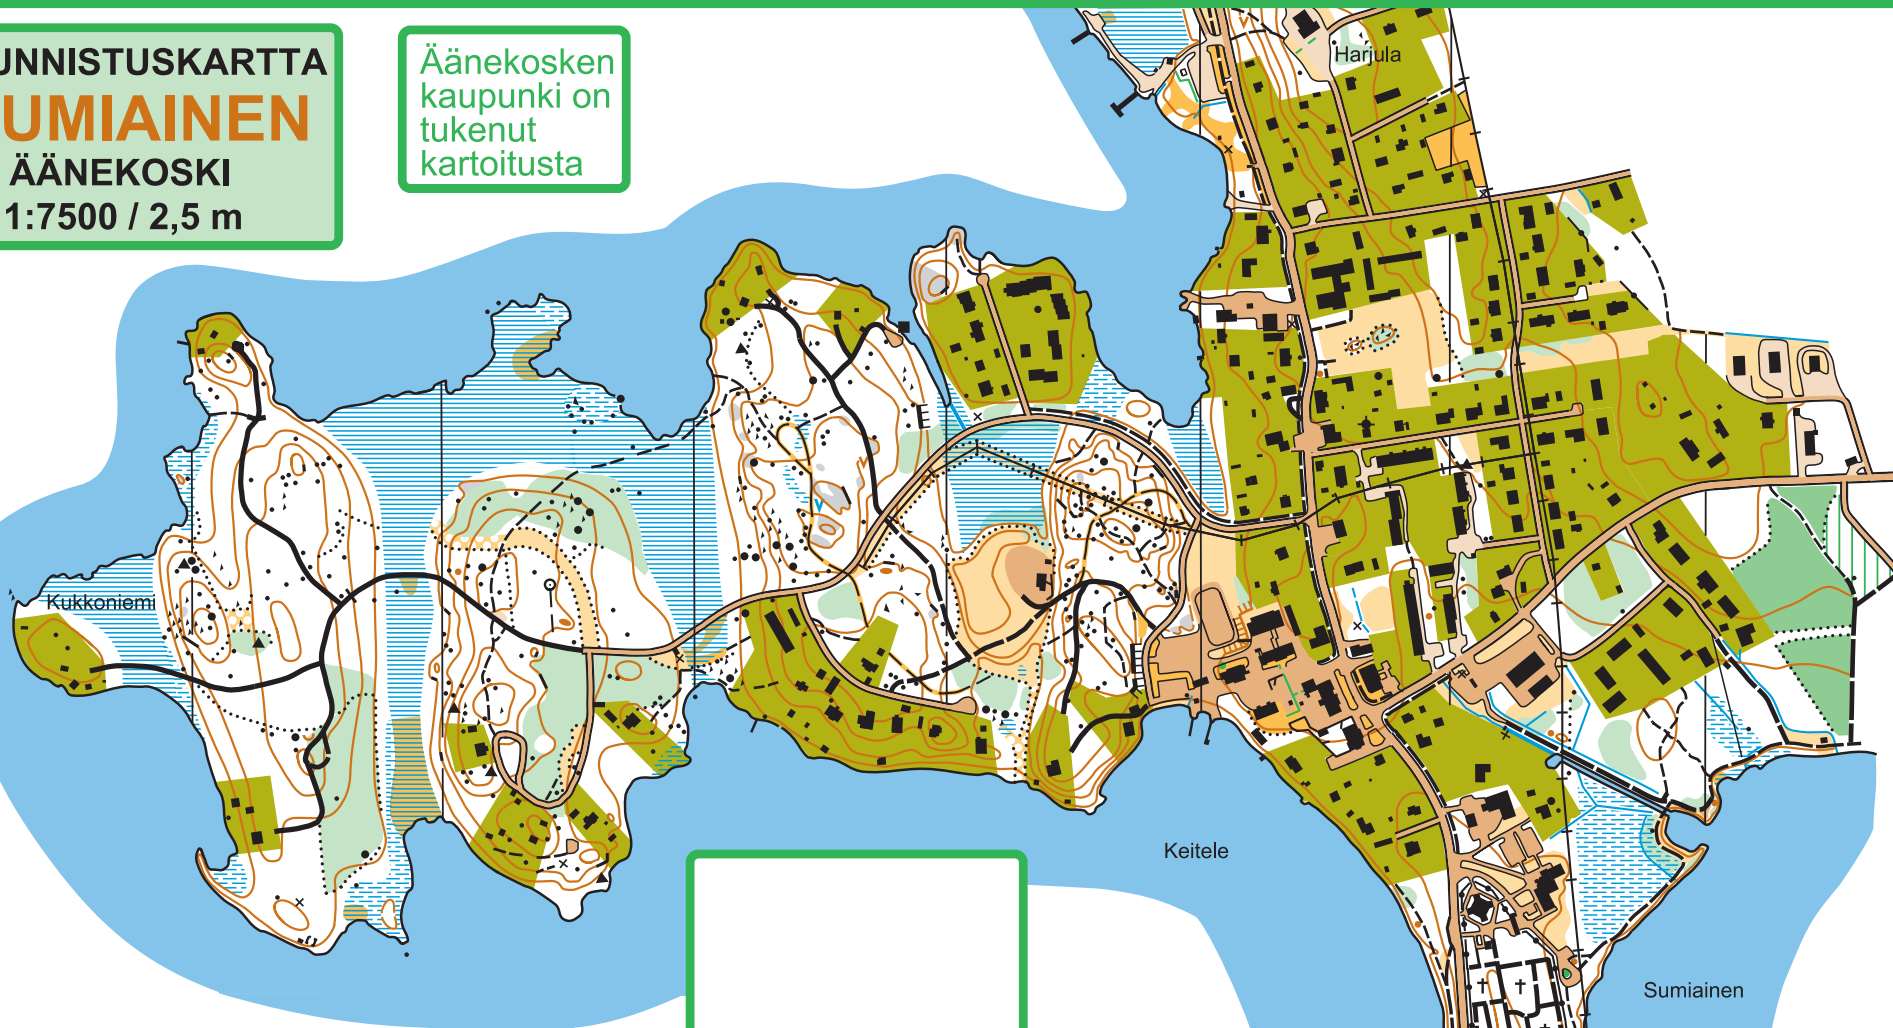 UNNISTUSKARTTA
UMIAINEN
ÄÄNEKOSKI
1:7500 / 2,5 m
Äänekosken
kaupunki on
tukenut
kartoitusta
Harjula
Kukkoniemi
Keitele
Sumiainen